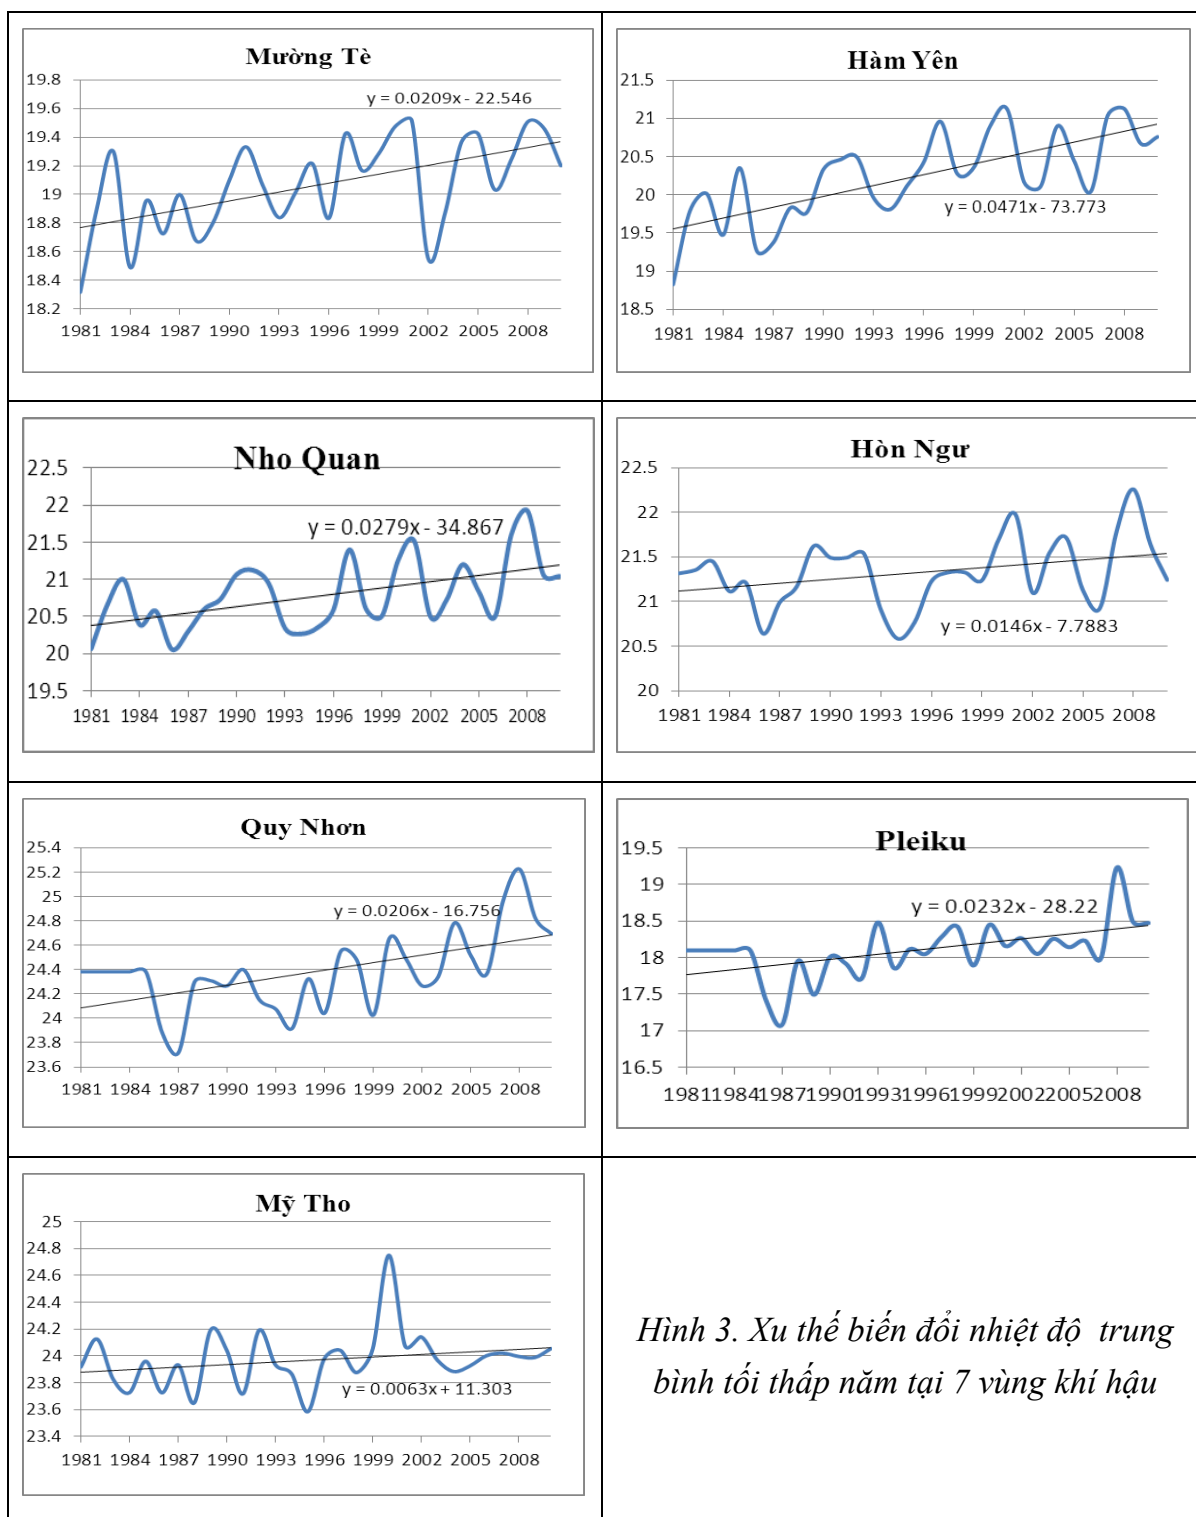 Mường Tè
y = 0.0209x - 22.546
19.8
19.6
19.4
19.2
19
18.8
18.6
18.4
18.2
1981 1984 1987 1990 1993 1996 1999 2002 2005 2008
Hàm Yên
21.5
21
20.5
20
19.5
19
18.5
y = 0.0471x - 73.773
1981 1984 1987 1990 1993 1996 1999 2002 2005 2008
Nho Quan
22.5
22
21.5
21
20.5
20
19.5
y = 0.0279x - 34.867
1981 1984 1987 1990 1993 1996 1999 2002 2005 2008
Hòn Ngư
22.5
22
21.5
21
20.5
20
y = 0.0146x - 7.7883
1981 1984 1987 1990 1993 1996 1999 2002 2005 2008
Quy Nhơn
25.4
25.2
25
24.8
24.6
24.4
24.2
24
23.8
23.6
y = 0.0206x - 16.756
1981 1984 1987 1990 1993 1996 1999 2002 2005 2008
Pleiku
19.5
19
18.5
18
17.5
17
16.5
y = 0.0232x - 28.22
1981 1984 1987 1990 1993 1996 1999 2002 2005 2008
Mỹ Tho
25
24.8
24.6
24.4
24.2
24
23.8
23.6
23.4
y = 0.0063x + 11.303
1981 1984 1987 1990 1993 1996 1999 2002 2005 2008
Hình 3. Xu thế biến đổi nhiệt độ trung
bình tối thấp năm tại 7 vùng khí hậu